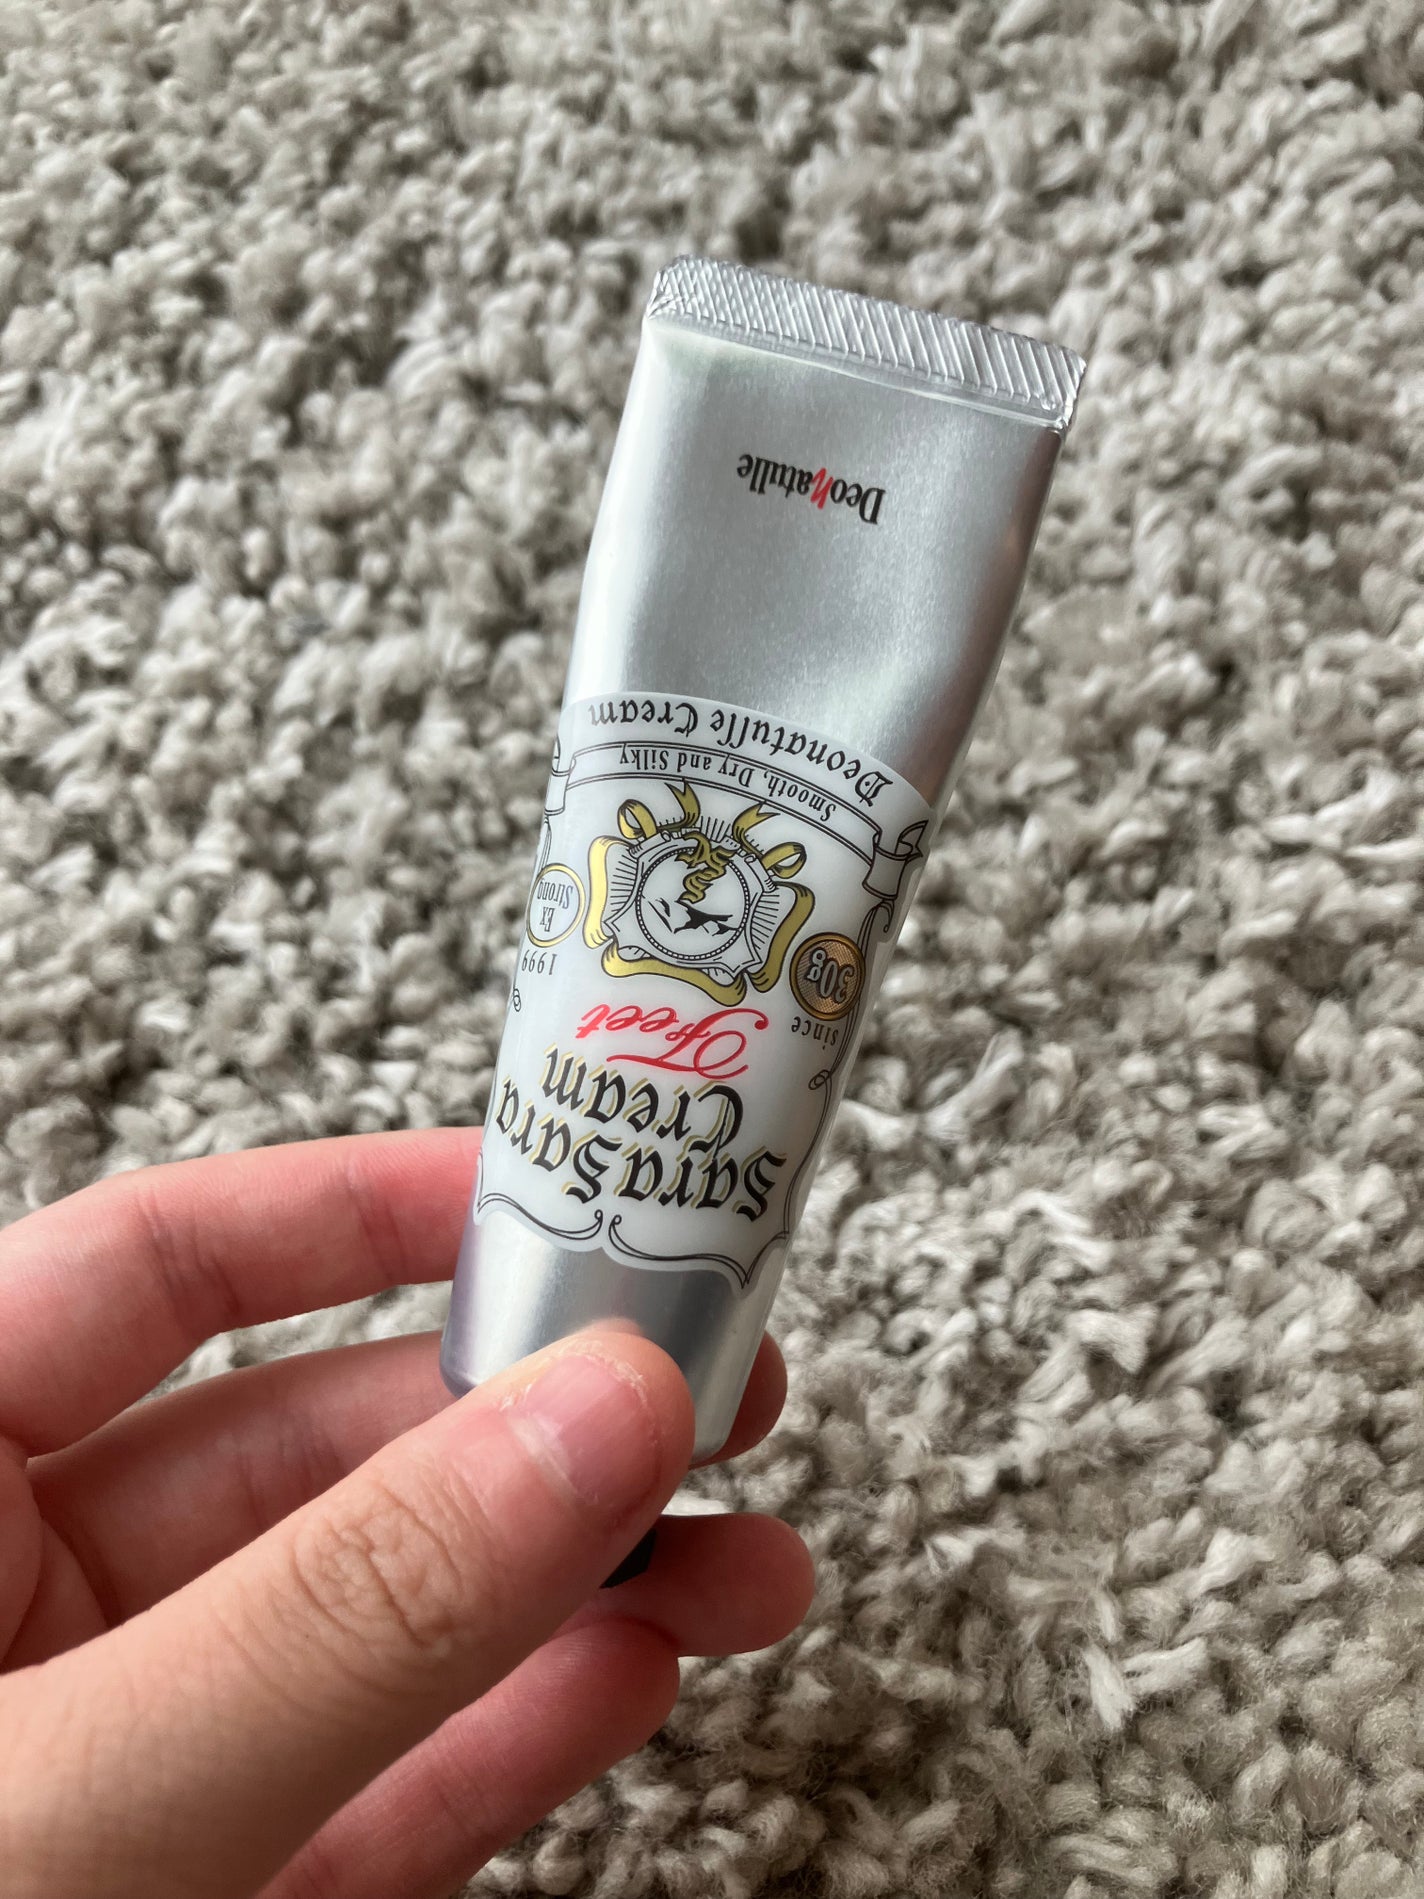 SaraSara
Cream
Feet
since 1999
30g
Ex
Strong
Smooth, Dry and Silky
Deonatulle Cream
Deonatulle